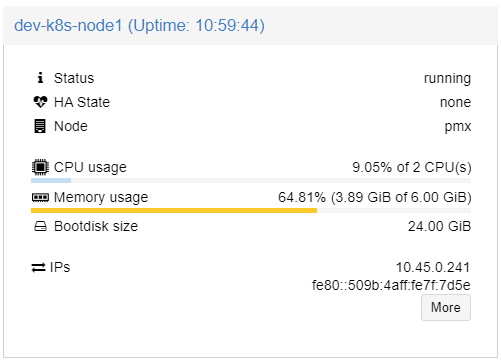 dev-k8s-node1 (Uptime: 10:59:44)
Status running
HA State none
Node pmx
CPU usage 9.05% of 2 CPU(s)
Memory usage 64.81% (3.89 GiB of 6.00 GiB)
Bootdisk size 24.00 GiB
IPs 10.45.0.241
fe80::509b:4aff:fe7f:7d5e
More